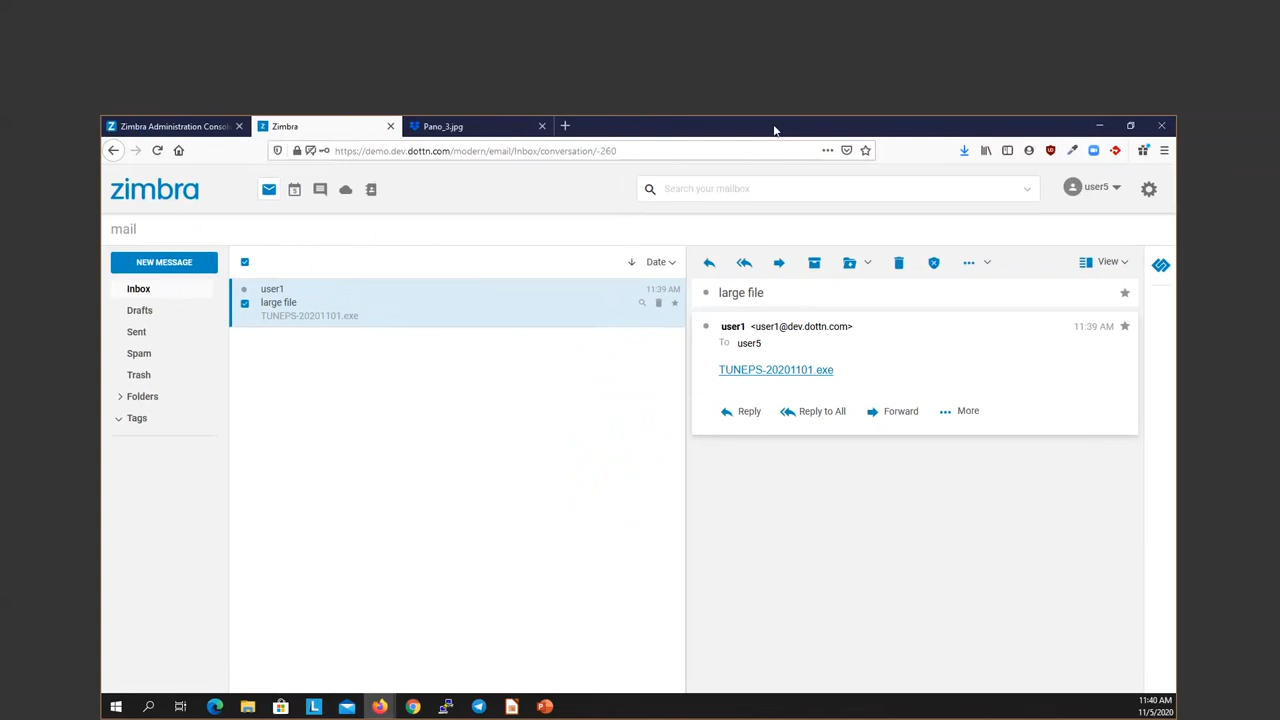 Zimbra Administration Consol
Zimbra
Pano_3.jpg
https://demo.dev.dottn.com/modern/email/Inbox/conversation/-260
zimbra
Search your mailbox
user5
mail
NEW MESSAGE
Inbox
Drafts
Sent
Spam
Trash
Folders
Tags
Date
user1
11:39 AM
large file
TUNEPS-20201101.exe
View
large file
user1 <user1@dev.dottn.com>
11:39 AM
To user5
TUNEPS-20201101.exe
Reply
Reply to All
Forward
More
11:40 AM
11/5/2020